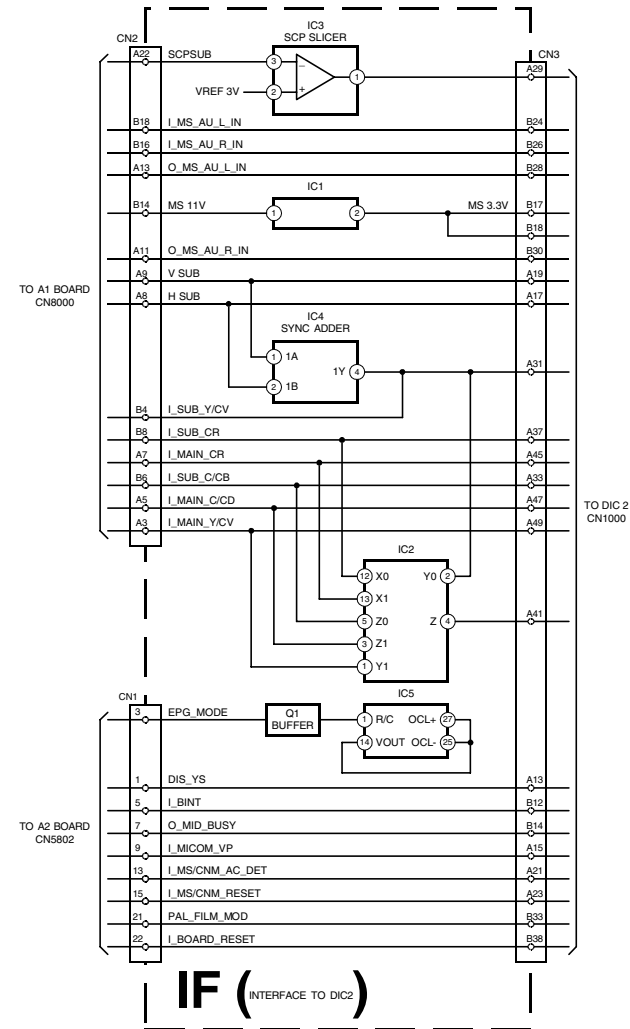 IC3
SCP SLICER
CN2
CN3
A22 SCPSUB 3 − 1 A29
VREF 3V 2 +
B18 I_MS_AU_L_IN B24
B16 I_MS_AU_R_IN B26
A13 O_MS_AU_L_IN B28
IC1
B14 MS 11V 1 2 MS 3.3V B17
B18
A11 O_MS_AU_R_IN B30
A9 V SUB A19
A8 H SUB A17
TO A1 BOARD
CN8000
IC4
SYNC ADDER
1 1A 1Y 4 A31
2 1B
B4 I_SUB_Y/CV
B8 I_SUB_CR A37
A7 I_MAIN_CR A45
B6 I_SUB_C/CB A33
A5 I_MAIN_C/CD A47
A3 I_MAIN_Y/CV A49
TO DIC 2
CN1000
IC2
12 X0 Y0 2
13 X1
5 Z0 Z 4 A41
3 Z1
1 Y1
CN1
IC5
3 EPG_MODE Q1 1 R/C OCL+ 27
BUFFER
14 VOUT OCL- 25
1 DIS_YS A13
5 I_BINT B12
TO A2 BOARD
CN5802
7 O_MID_BUSY B14
9 I_MICOM_VP A15
13 I_MS/CNM_AC_DET A21
15 I_MS/CNM_RESET A23
21 PAL_FILM_MOD B33
22 I_BOARD_RESET B38
IF (INTERFACE TO DIC2)